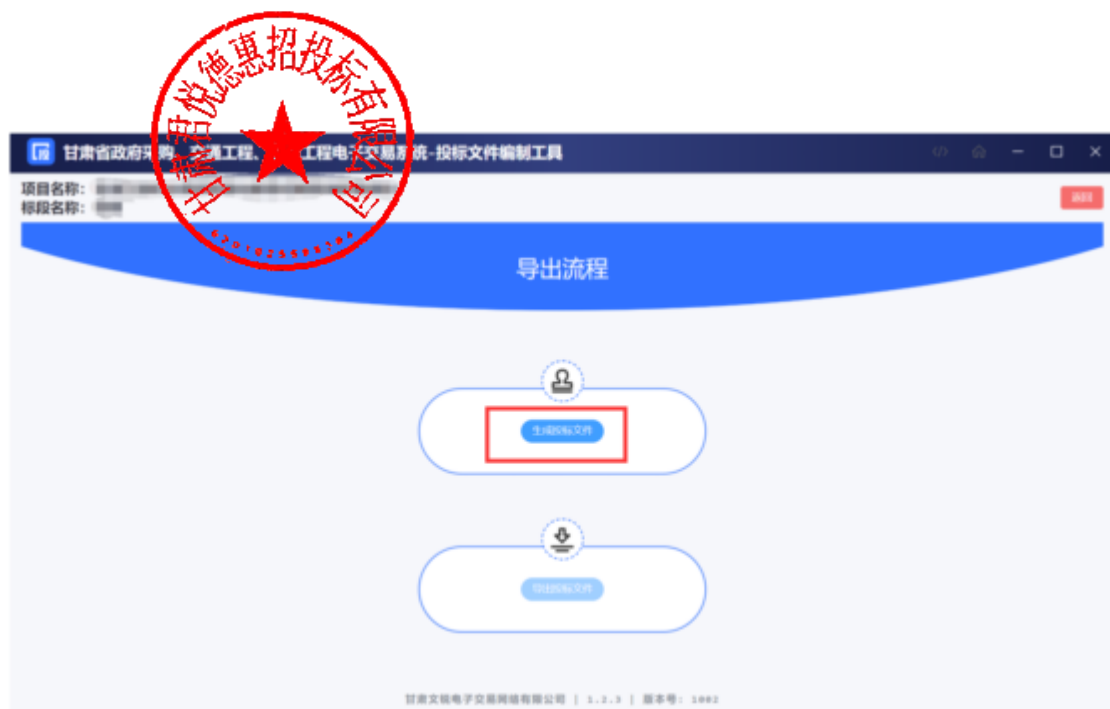 甘肃君悦德惠招投标有限公司
甘肃省政府采购、交通工程、工程电子交易系统-投标文件编制工具
项目名称：
标段名称：
返回
导出流程
生成投标文件
导出投标文件
甘肃文锐电子交易网络有限公司 | 1.2.3 | 版本号: 1002